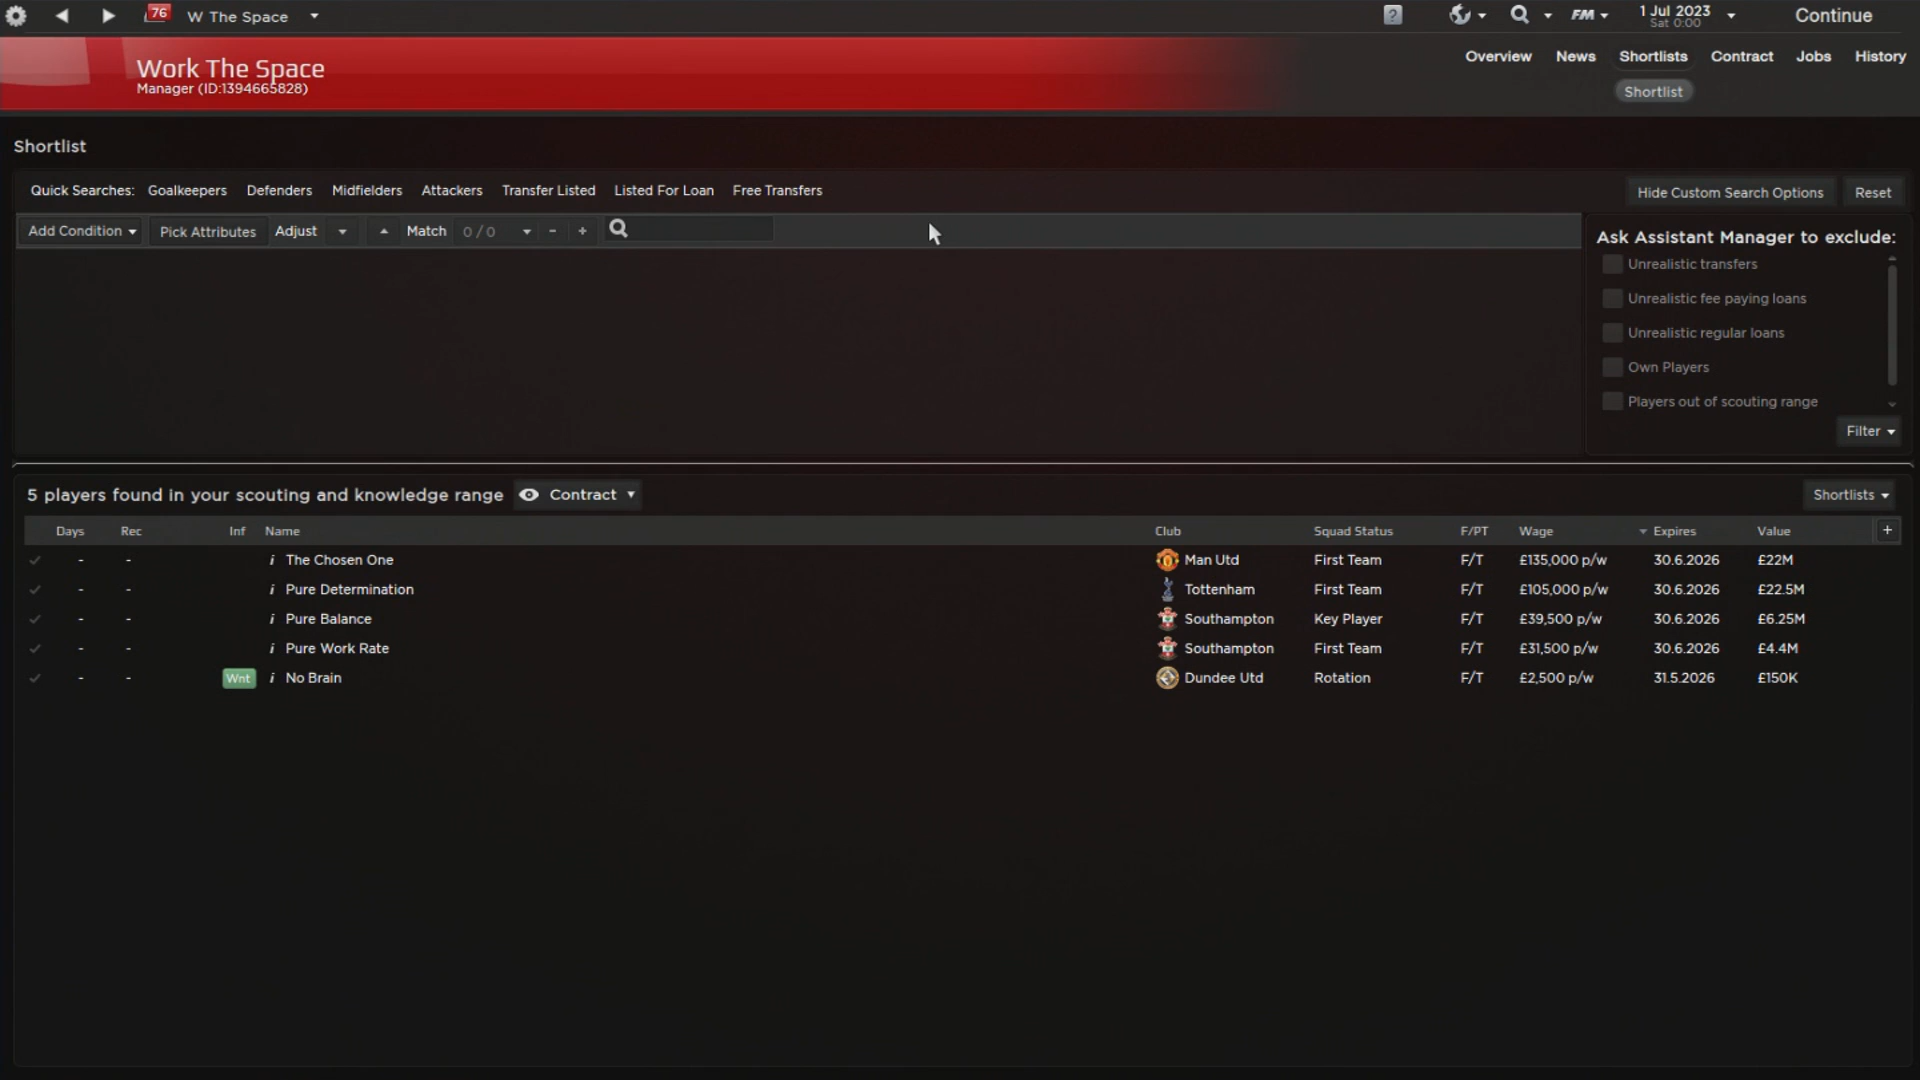 76 W The Space ? FM 1 Jul 2023 Continue
Sat 0:00
Work The Space
Manager (ID:1394665828)
Overview News Shortlists Contract Jobs History
Shortlist
Shortlist
Quick Searches: Goalkeepers Defenders Midfielders Attackers Transfer Listed Listed For Loan Free Transfers Hide Custom Search Options Reset
Add Condition Pick Attributes Adjust Match 0 / 0 - +
Ask Assistant Manager to exclude:
Unrealistic transfers
Unrealistic fee paying loans
Unrealistic regular loans
Own Players
Players out of scouting range
Filter
5 players found in your scouting and knowledge range Contract Shortlists
Days Rec Inf Name Club Squad Status F/PT Wage Expires Value +
- - i The Chosen One Man Utd First Team F/T £135,000 p/w 30.6.2026 £22M
- - i Pure Determination Tottenham First Team F/T £105,000 p/w 30.6.2026 £22.5M
- - i Pure Balance Southampton Key Player F/T £39,500 p/w 30.6.2026 £6.25M
- - i Pure Work Rate Southampton First Team F/T £31,500 p/w 30.6.2026 £4.4M
- - Wnt i No Brain Dundee Utd Rotation F/T £2,500 p/w 31.5.2026 £150K